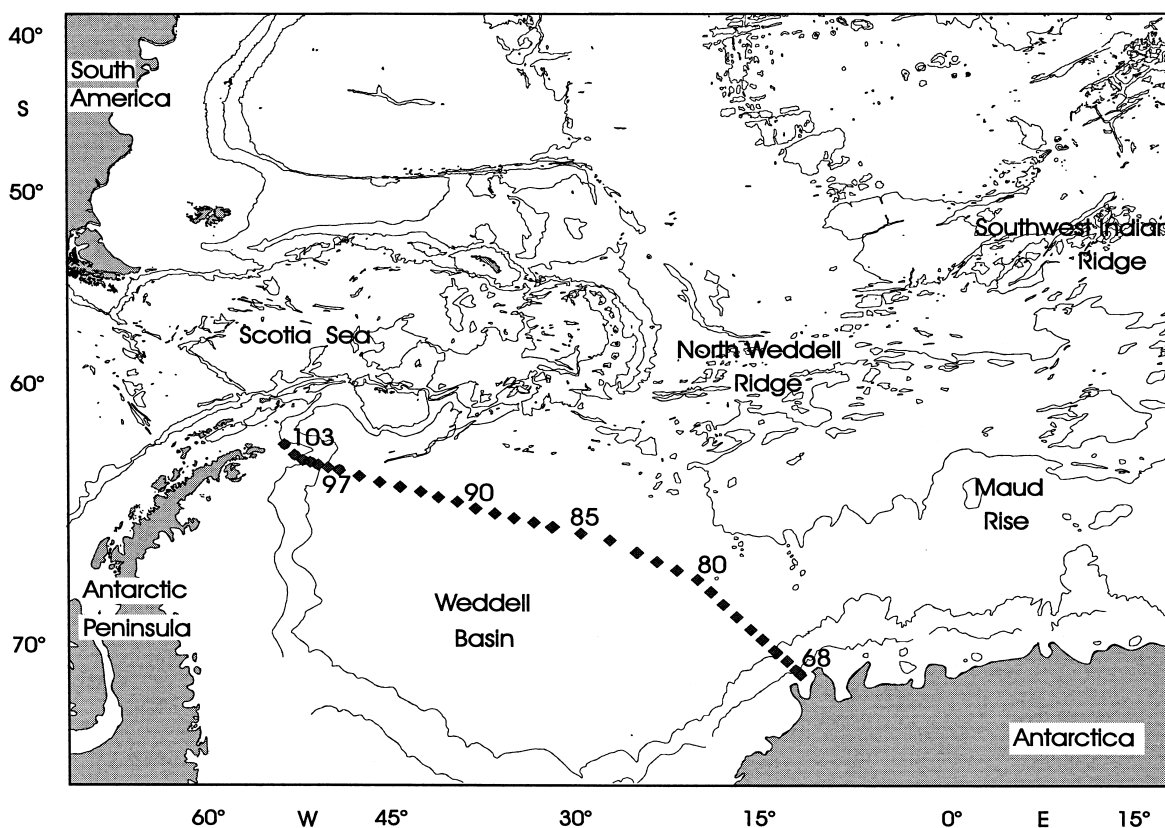 40°
South
America
S
50°
Southwest Indian
Ridge
Scotia Sea
North Weddell
Ridge
60°
103
97
90
85
80
68
Maud
Rise
Antarctic
Peninsula
Weddell
Basin
70°
Antarctica
60° W 45° 30° 15° 0° E 15°